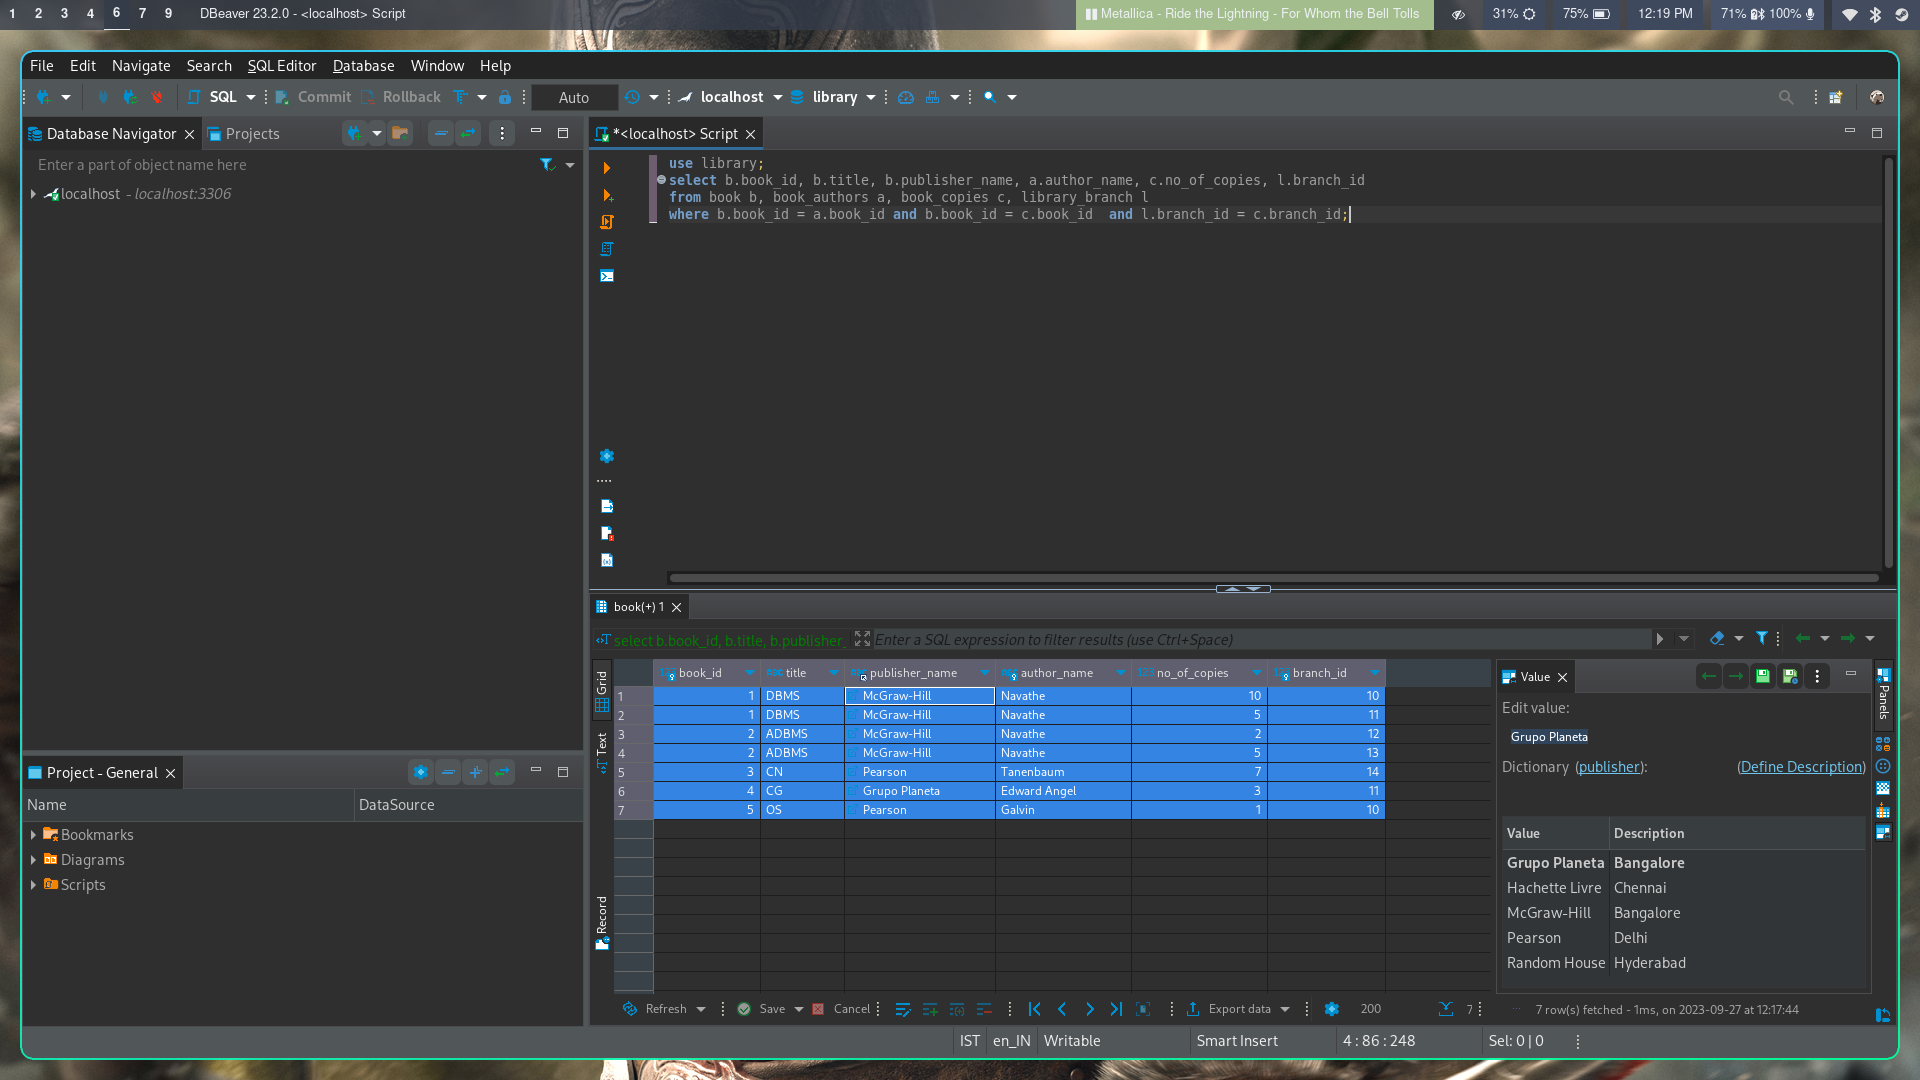 1 2 3 4 6 7 9 DBeaver 23.2.0 - <localhost> Script Metallica - Ride the Lightning - For Whom the Bell Tolls 31% 75% 12:19 PM 71% 100%
File Edit Navigate Search SQL Editor Database Window Help
SQL Commit Rollback Auto localhost library
Database Navigator Projects
Enter a part of object name here
localhost - localhost:3306
*<localhost> Script
use library;
select b.book_id, b.title, b.publisher_name, a.author_name, c.no_of_copies, l.branch_id
from book b, book_authors a, book_copies c, library_branch l
where b.book_id = a.book_id and b.book_id = c.book_id  and l.branch_id = c.branch_id;
Project - General
Name DataSource
Bookmarks
Diagrams
Scripts
book(+) 1
select b.book_id, b.title, b.publisher_ Enter a SQL expression to filter results (use Ctrl+Space)
Grid
Text
Record
book_id title publisher_name author_name no_of_copies branch_id
1 1 DBMS McGraw-Hill Navathe 10 10
2 1 DBMS McGraw-Hill Navathe 5 11
3 2 ADBMS McGraw-Hill Navathe 2 12
4 2 ADBMS McGraw-Hill Navathe 5 13
5 3 CN Pearson Tanenbaum 7 14
6 4 CG Grupo Planeta Edward Angel 3 11
7 5 OS Pearson Galvin 1 10
Value
Edit value:
Grupo Planeta
Dictionary (publisher): (Define Description)
Value Description
Grupo Planeta Bangalore
Hachette Livre Chennai
McGraw-Hill Bangalore
Pearson Delhi
Random House Hyderabad
Panels
Refresh Save Cancel Export data 200 7 7 row(s) fetched - 1ms, on 2023-09-27 at 12:17:44
IST en_IN Writable Smart Insert 4 : 86 : 248 Sel: 0 | 0